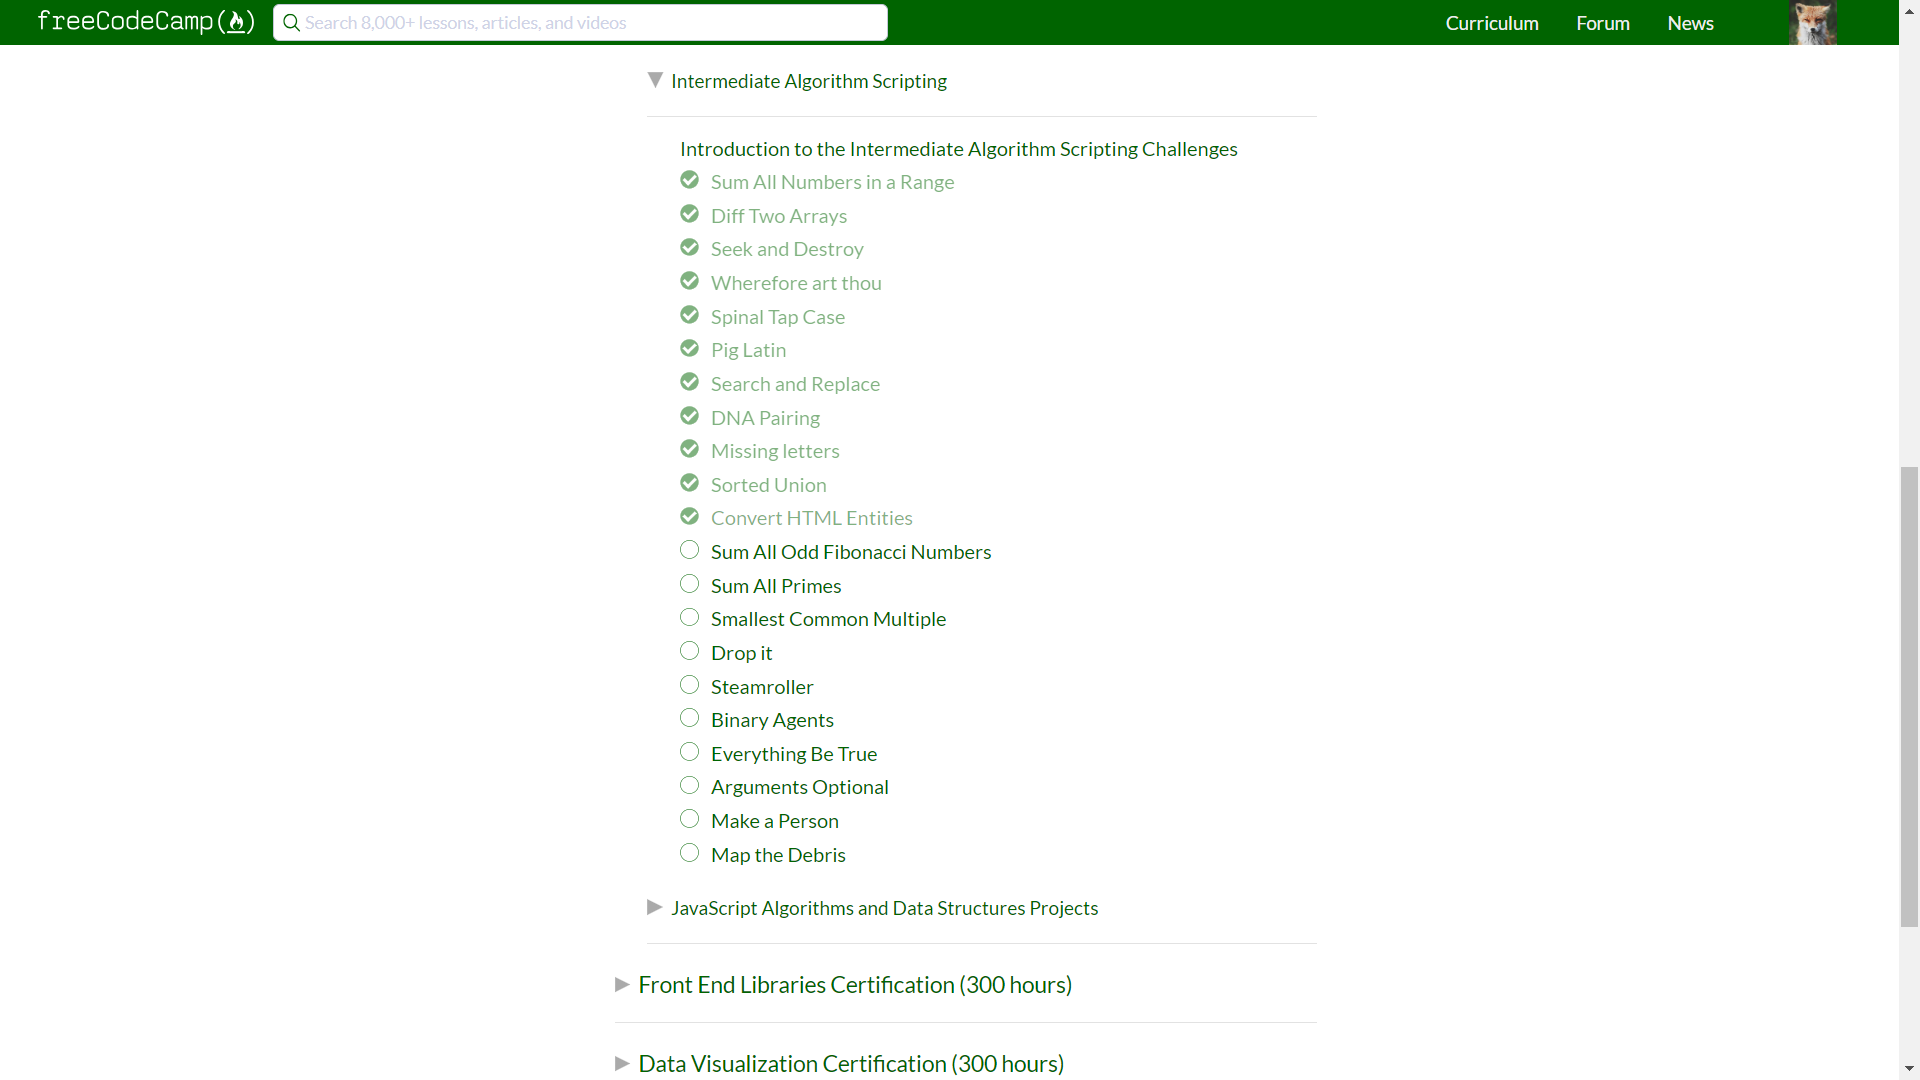 freeCodeCamp
Search 8,000+ lessons, articles, and videos
Curriculum
Forum
News
Intermediate Algorithm Scripting
Introduction to the Intermediate Algorithm Scripting Challenges
Sum All Numbers in a Range
Diff Two Arrays
Seek and Destroy
Wherefore art thou
Spinal Tap Case
Pig Latin
Search and Replace
DNA Pairing
Missing letters
Sorted Union
Convert HTML Entities
Sum All Odd Fibonacci Numbers
Sum All Primes
Smallest Common Multiple
Drop it
Steamroller
Binary Agents
Everything Be True
Arguments Optional
Make a Person
Map the Debris
JavaScript Algorithms and Data Structures Projects
Front End Libraries Certification (300 hours)
Data Visualization Certification (300 hours)